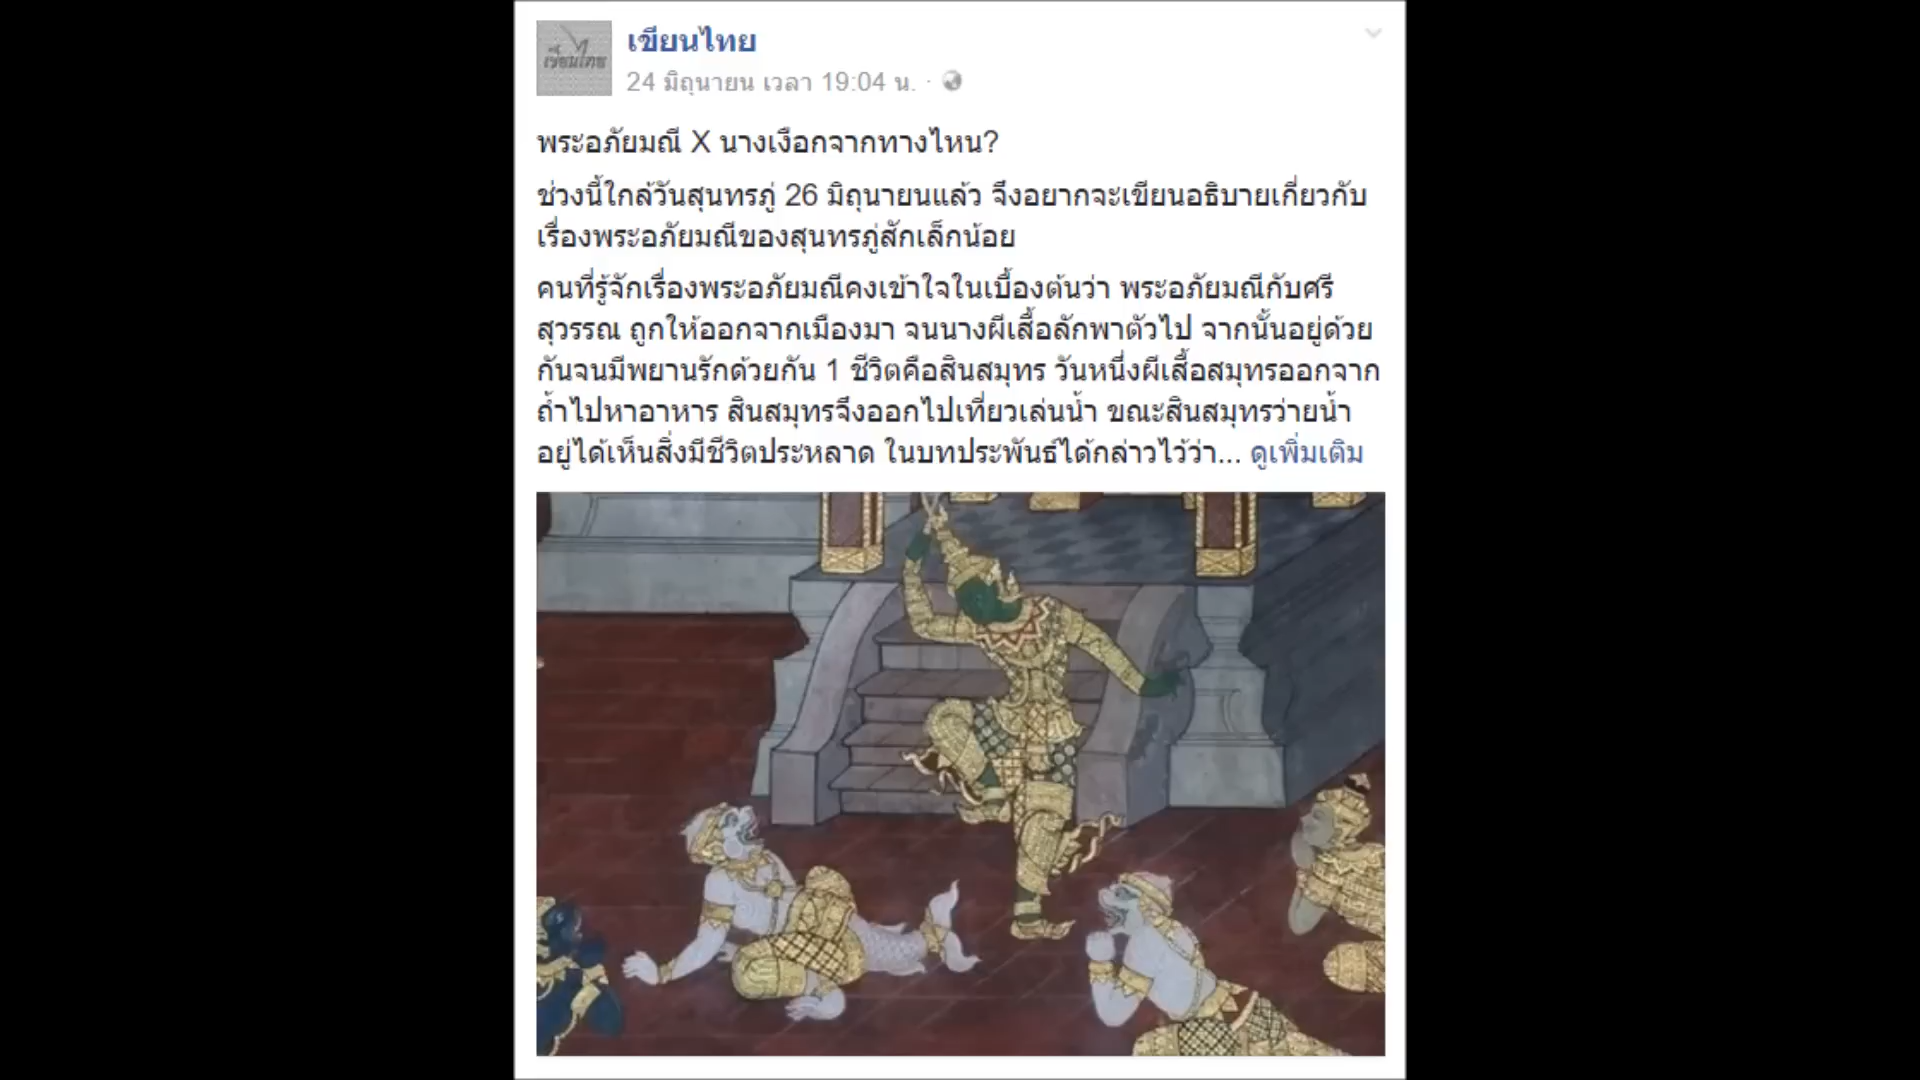 เขียนไทย
เขียนไทย
24 มิถุนายน เวลา 19:04 น. ·
พระอภัยมณี X นางเงือกจากทางไหน?
ช่วงนี้ใกล้วันสุนทรภู่ 26 มิถุนายนแล้ว จึงอยากจะเขียนอธิบายเกี่ยวกับ
เรื่องพระอภัยมณีของสุนทรภู่สักเล็กน้อย
คนที่รู้จักเรื่องพระอภัยมณีคงเข้าใจในเบื้องต้นว่า พระอภัยมณีกับศรี
สุวรรณ ถูกให้ออกจากเมืองมา จนนางผีเสื้อลักพาตัวไป จากนั้นอยู่ด้วย
กันจนมีพยานรักด้วยกัน 1 ชีวิตคือสินสมุทร วันหนึ่งผีเสื้อสมุทรออกจาก
ถ้ำไปหาอาหาร สินสมุทรจึงออกไปเที่ยวเล่นน้ำ ขณะสินสมุทรว่ายน้ำ
อยู่ได้เห็นสิ่งมีชีวิตประหลาด ในบทประพันธ์ได้กล่าวไว้ว่า... ดูเพิ่มเติม